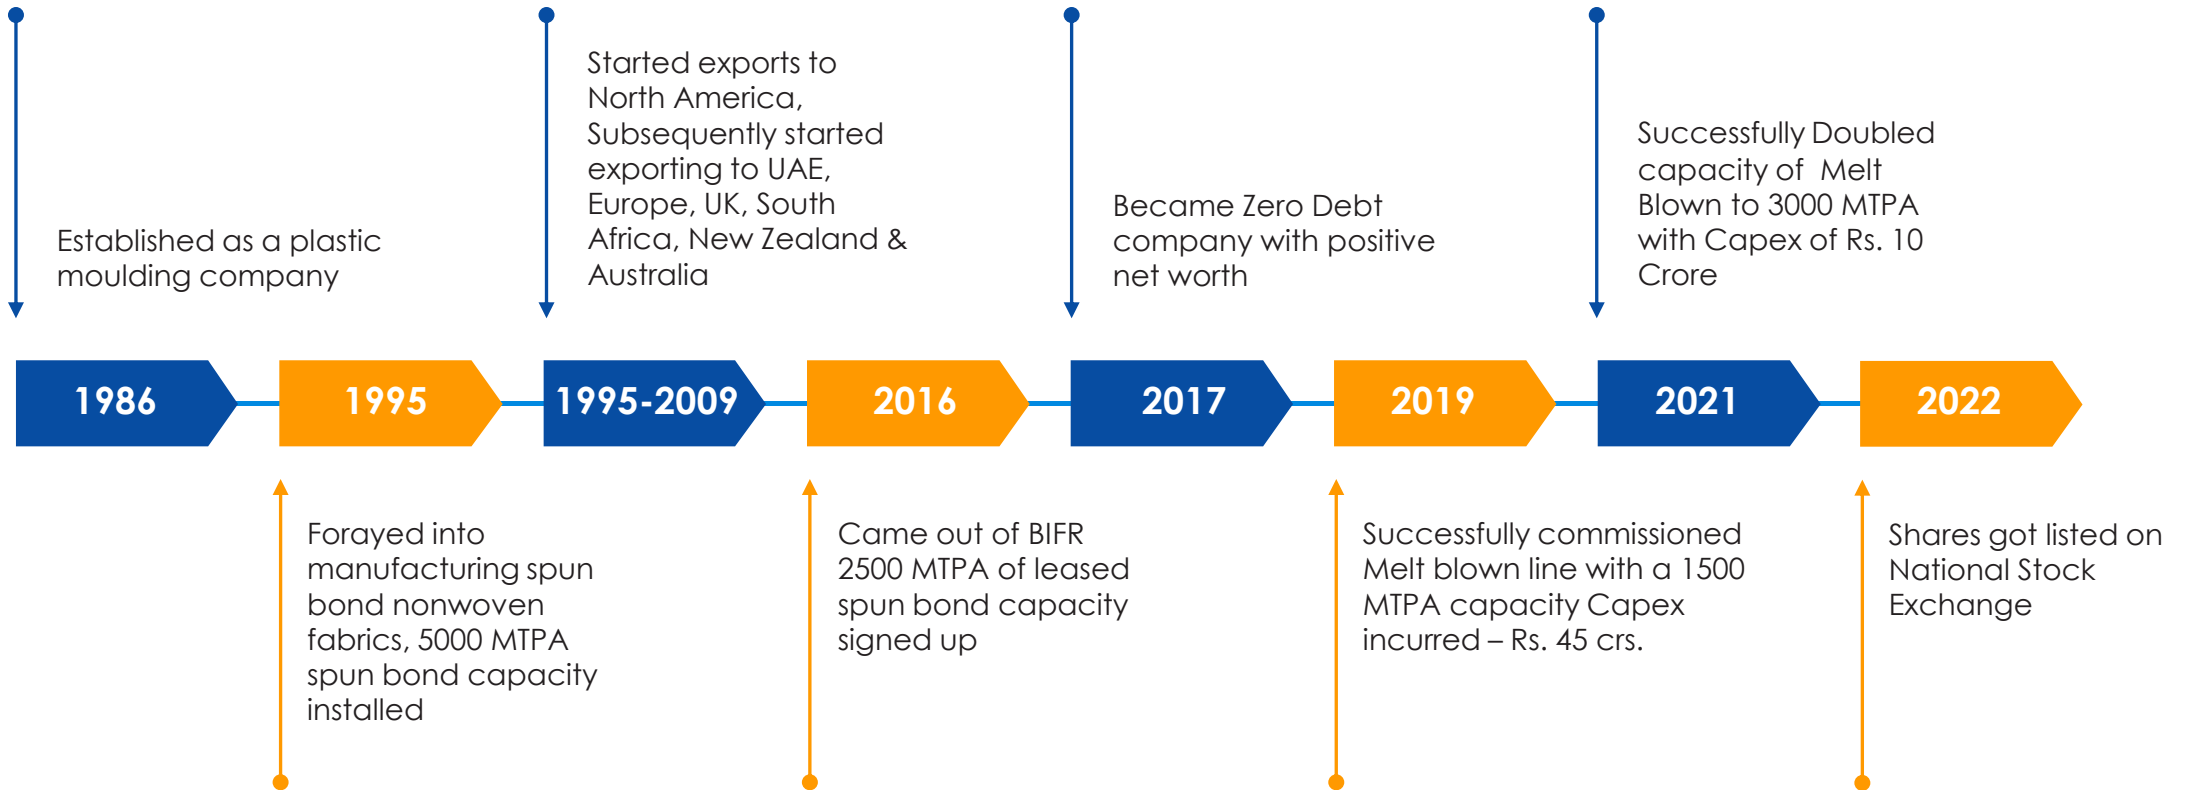 Started exports to
North America,
Subsequently started
exporting to UAE,
Europe, UK, South
Africa, New Zealand &
Australia
Successfully Doubled
capacity of Melt
Blown to 3000 MTPA
with Capex of Rs. 10
Crore
Became Zero Debt
company with positive
net worth
Established as a plastic
moulding company
1986
1995
1995-2009
2016
2017
2019
2021
2022
Forayed into
manufacturing spun
bond nonwoven
fabrics, 5000 MTPA
spun bond capacity
installed
Came out of BIFR
2500 MTPA of leased
spun bond capacity
signed up
Successfully commissioned
Melt blown line with a 1500
MTPA capacity Capex
incurred – Rs. 45 crs.
Shares got listed on
National Stock
Exchange